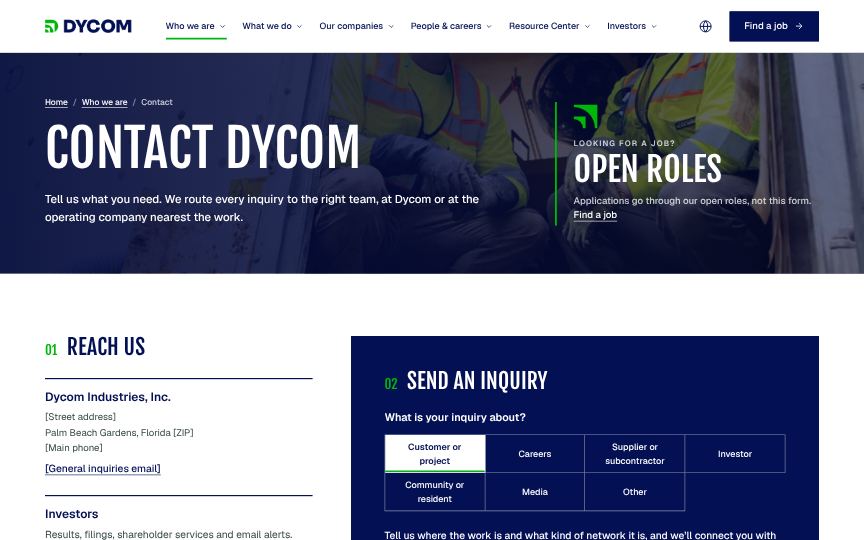 DYCOM
Who we are
What we do
Our companies
People & careers
Resource Center
Investors
Find a job
Home / Who we are / Contact
CONTACT DYCOM
Tell us what you need. We route every inquiry to the right team, at Dycom or at the
operating company nearest the work.
LOOKING FOR A JOB?
OPEN ROLES
Applications go through our open roles, not this form.
Find a job
01 REACH US
Dycom Industries, Inc.
[Street address]
Palm Beach Gardens, Florida [ZIP]
[Main phone]
[General inquiries email]
Investors
Results, filings, shareholder services and email alerts.
02 SEND AN INQUIRY
What is your inquiry about?
Customer or
project
Careers
Supplier or
subcontractor
Investor
Community or
resident
Media
Other
Tell us where the work is and what kind of network it is, and we'll connect you with